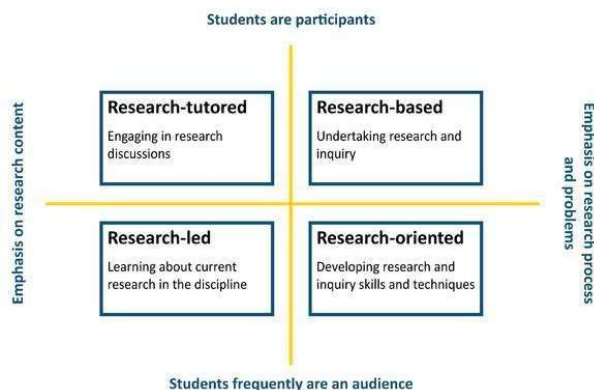 Students are participants
Emphasis on research content
Research-tutored
Engaging in research
discussions
Research-based
Undertaking research and
inquiry
Emphasis on research process
and problems
Research-led
Learning about current
research in the discipline
Research-oriented
Developing research and
inquiry skills and techniques
Students frequently are an audience